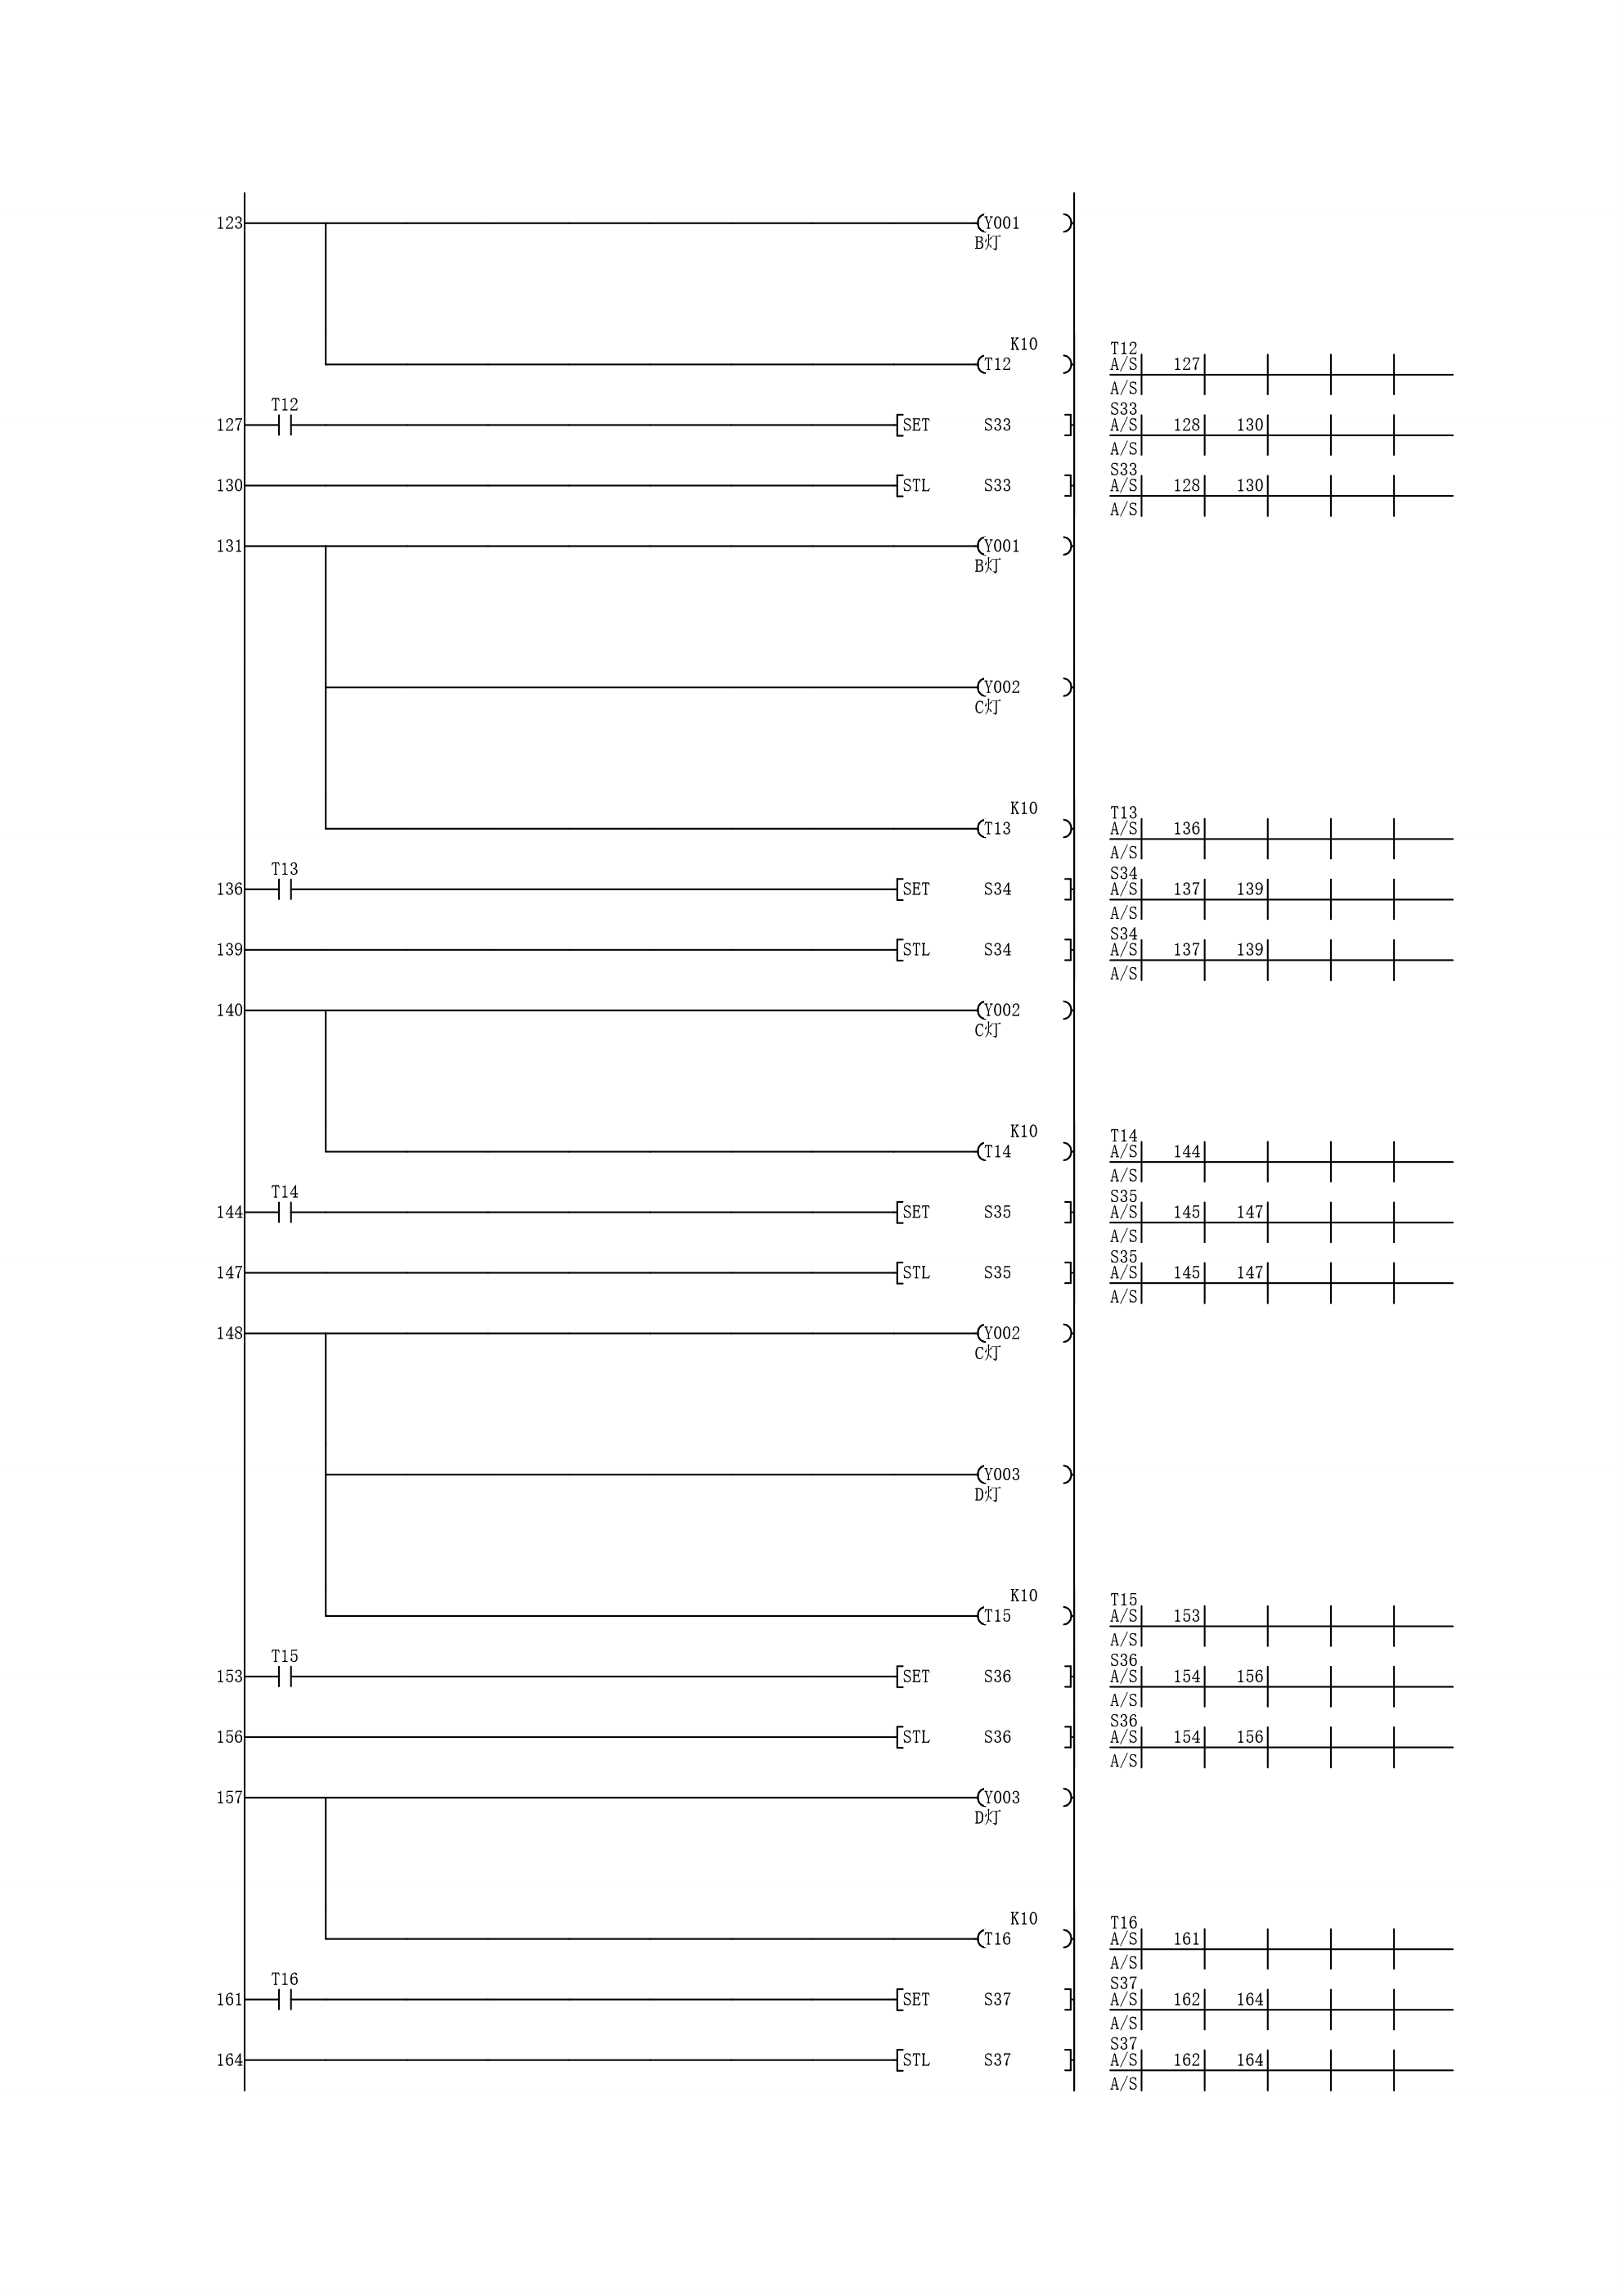 123 Y001
B灯
K10
T12
T12 A/S 127
A/S
T12
127 SET S33
S33 A/S 128 130
A/S
130 STL S33
S33 A/S 128 130
A/S
131 Y001
B灯
Y002
C灯
K10
T13
T13 A/S 136
A/S
T13
136 SET S34
S34 A/S 137 139
A/S
139 STL S34
S34 A/S 137 139
A/S
140 Y002
C灯
K10
T14
T14 A/S 144
A/S
T14
144 SET S35
S35 A/S 145 147
A/S
147 STL S35
S35 A/S 145 147
A/S
148 Y002
C灯
Y003
D灯
K10
T15
T15 A/S 153
A/S
T15
153 SET S36
S36 A/S 154 156
A/S
156 STL S36
S36 A/S 154 156
A/S
157 Y003
D灯
K10
T16
T16 A/S 161
A/S
T16
161 SET S37
S37 A/S 162 164
A/S
164 STL S37
S37 A/S 162 164
A/S